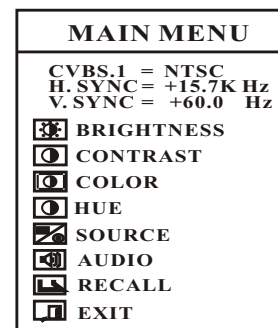 MAIN MENU
CVBS.1 = NTSC
H. SYNC= +15.7K Hz
V. SYNC = +60.0 Hz
BRIGHTNESS
CONTRAST
COLOR
HUE
SOURCE
AUDIO
RECALL
EXIT